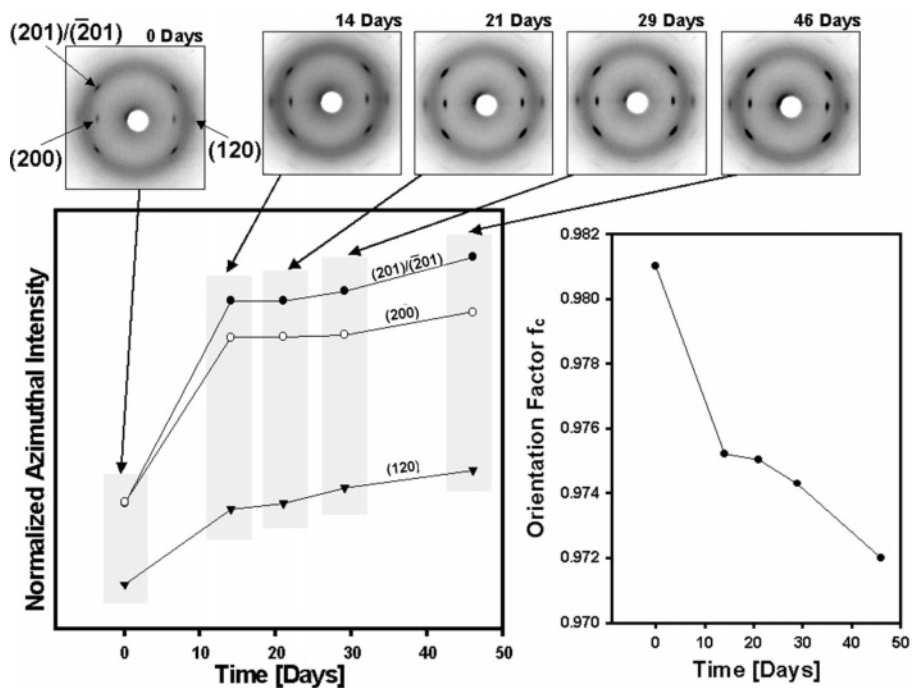 0 Days
14 Days
21 Days
29 Days
46 Days
(201)/(2̅01)
(200)
(120)
Normalized Azimuthal Intensity
(201)/(2̅01)
(200)
(120)
0
10
20
30
40
50
Time [Days]
Orientation Factor fc
0.982
0.980
0.978
0.976
0.974
0.972
0.970
0
10
20
30
40
50
Time [Days]